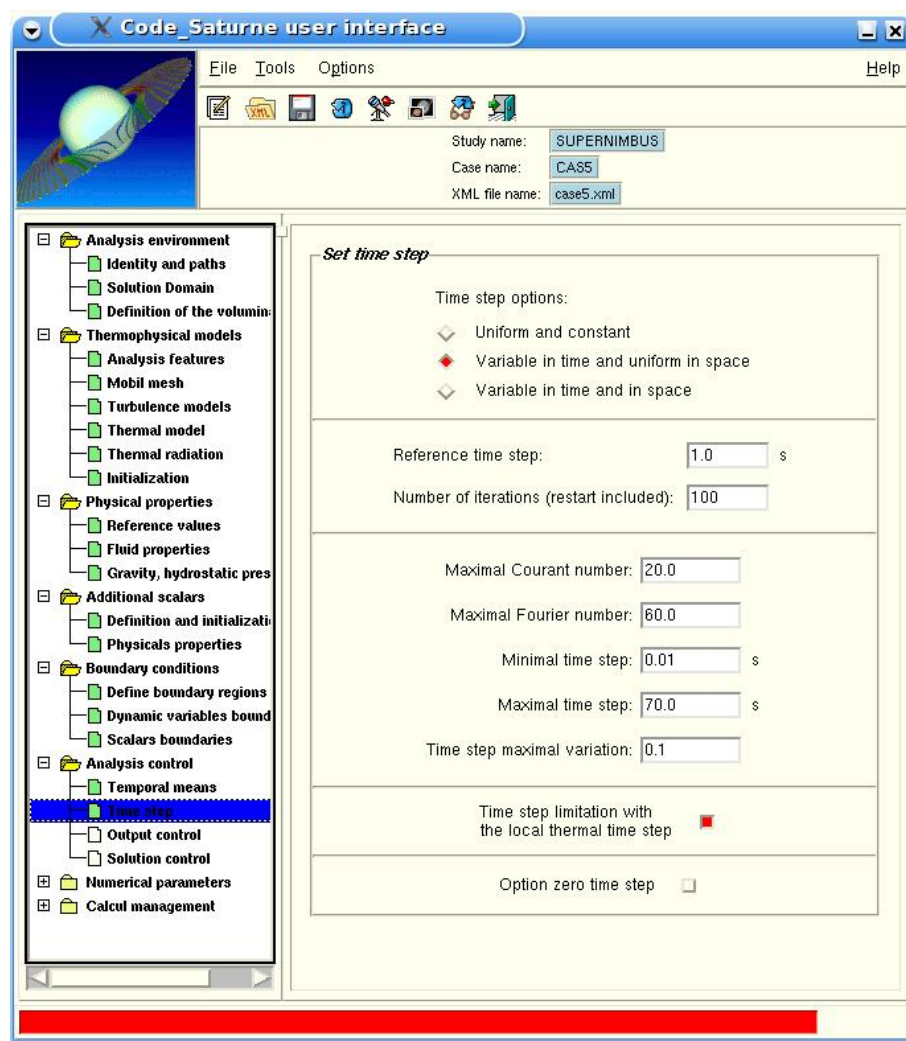 Code_Saturne user interface
File Tools Options Help
Study name: SUPERNIMBUS
Case name: CAS5
XML file name: case5.xml
Analysis environment
Identity and paths
Solution Domain
Definition of the volumin
Thermophysical models
Analysis features
Mobil mesh
Turbulence models
Thermal model
Thermal radiation
Initialization
Physical properties
Reference values
Fluid properties
Gravity, hydrostatic pres
Additional scalars
Definition and initializati
Physicals properties
Boundary conditions
Define boundary regions
Dynamic variables bound
Scalars boundaries
Analysis control
Temporal means
Time step
Output control
Solution control
Numerical parameters
Calcul management
Set time step
Time step options:
Uniform and constant
Variable in time and uniform in space
Variable in time and in space
Reference time step: 1.0 s
Number of iterations (restart included): 100
Maximal Courant number: 20.0
Maximal Fourier number: 60.0
Minimal time step: 0.01 s
Maximal time step: 70.0 s
Time step maximal variation: 0.1
Time step limitation with
the local thermal time step
Option zero time step